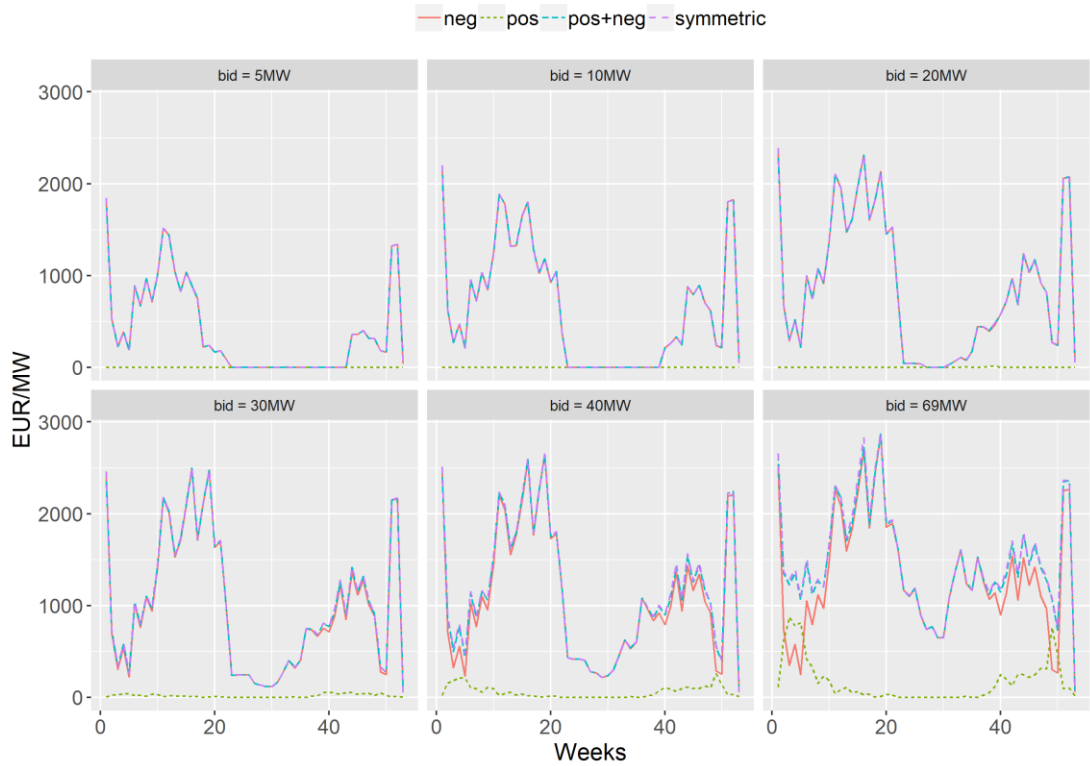 neg pos pos+neg symmetric
bid = 5MW bid = 10MW bid = 20MW
3000
2000
1000
0
bid = 30MW bid = 40MW bid = 69MW
3000
2000
1000
0
EUR/MW
0 20 40 0 20 40 0 20 40
Weeks